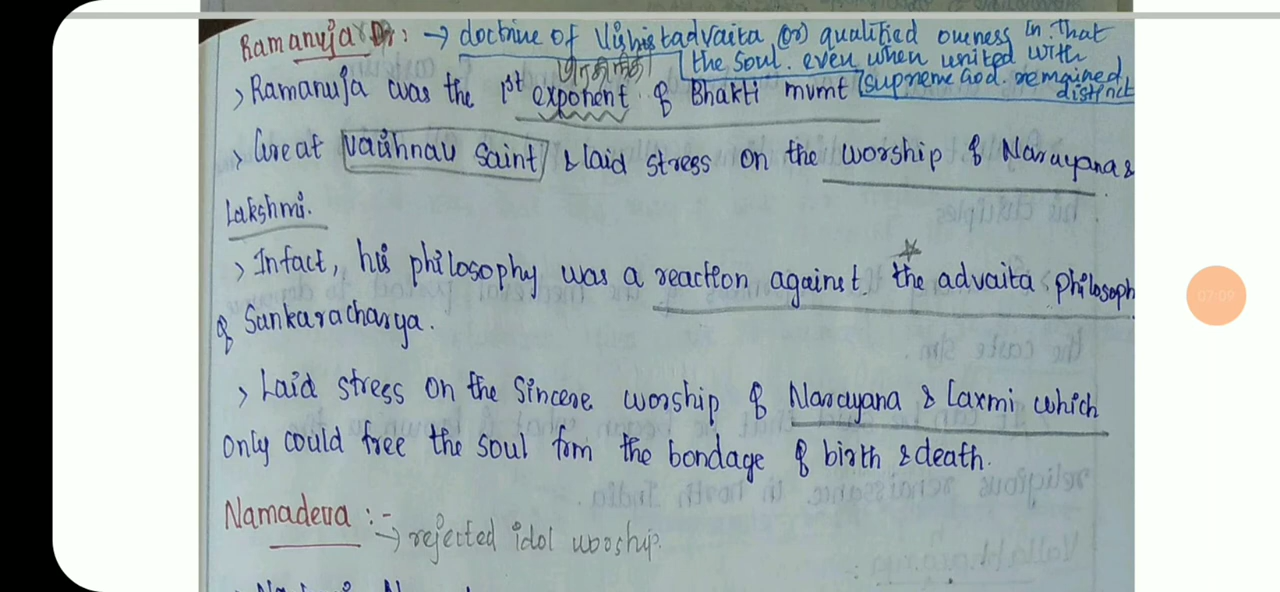 Ramanuja Dr: → doctrine of Vishistadvaita (or) qualified oneness in that
the soul. even when united with
supreme God. remained distinct
> Ramanuja was the 1st exponent of Bhakti mvmt
> Great Vaishnav Saint & laid stress on the worship of Narayana &
Lakshmi.
> Infact, his philosophy was a reaction against the advaita philosoph
of Sankaracharya.
> Laid stress on the sincere worship of Narayana & Laxmi which
only could free the soul from the bondage of birth & death.
Namadeva :- → rejected idol worship.
07:09